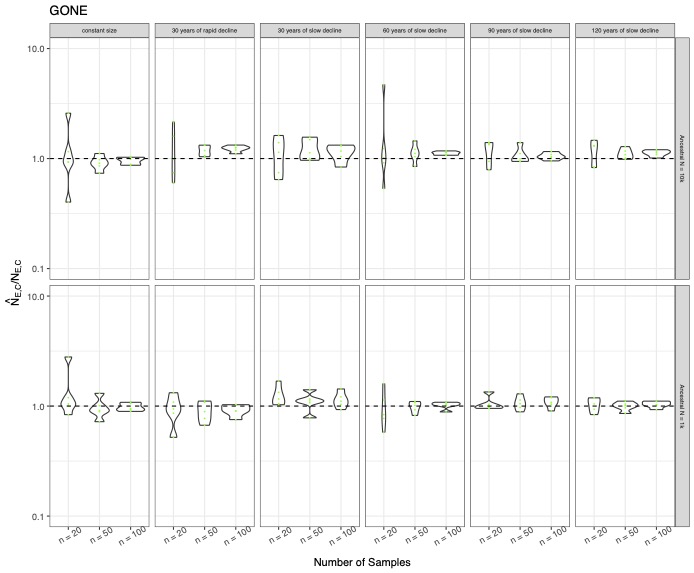 GONE
constant size
30 years of rapid decline
30 years of slow decline
60 years of slow decline
90 years of slow decline
120 years of slow decline
10.0
1.0
0.1
Ancestral N = 10k
N̂E,C/NE,C
10.0
1.0
0.1
Ancestral N = 1k
n = 20 n = 50 n = 100 n = 20 n = 50 n = 100 n = 20 n = 50 n = 100 n = 20 n = 50 n = 100 n = 20 n = 50 n = 100 n = 20 n = 50 n = 100
Number of Samples